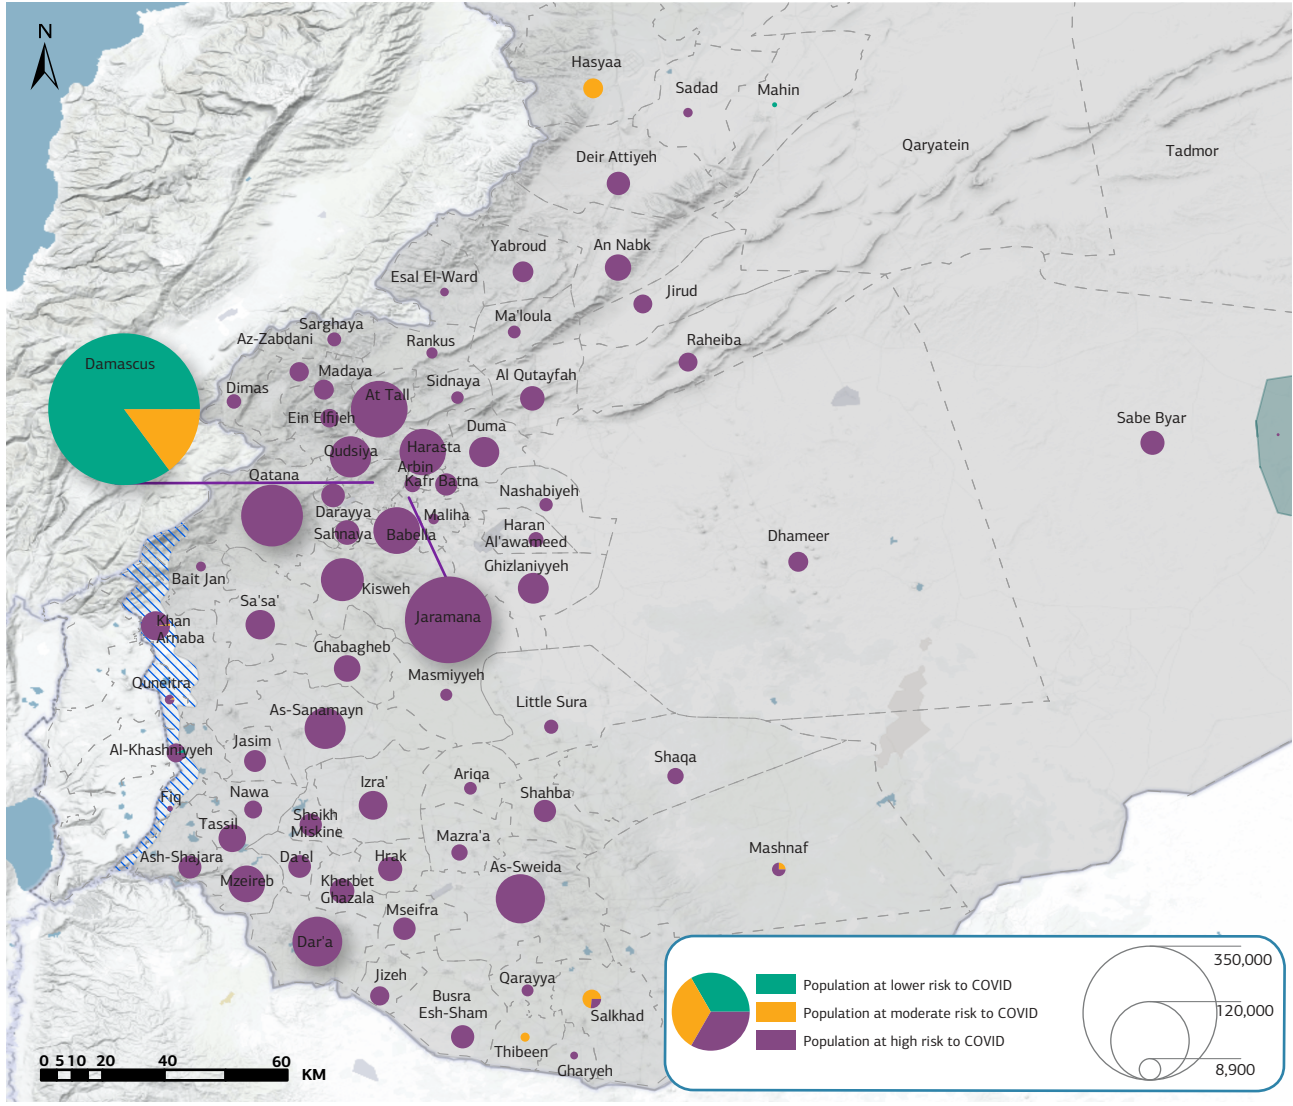 N
Hasyaa
Sadad
Mahin
Qaryatein
Tadmor
Deir Attiyeh
Yabroud
An Nabk
Esal El-Ward
Jirud
Ma'loula
Sarghaya
Az-Zabdani
Rankus
Raheiba
Damascus
Madaya
Sidnaya
Al Qutayfah
Dimas
At Tall
Ein Elfijeh
Duma
Sabe Byar
Qudsiya
Harasta
Arbin
Qatana
Kafr Batna
Nashabiyeh
Darayya
Maliha
Sahnaya
Babella
Haran
Al'awameed
Dhameer
Ghizlaniyyeh
Bait Jan
Kisweh
Sa'sa'
Jaramana
Khan
Arnaba
Ghabagheb
Masmiyyeh
Quneitra
Little Sura
As-Sanamayn
Al-Khashniyyeh
Jasim
Shaqa
Ariqa
Izra'
Nawa
Shahba
Fiq
Sheikh
Miskine
Tassil
Mazra'a
Mashnaf
Ash-Shajara
Da'el
Hrak
As-Sweida
Mzeireb
Kherbet
Ghazala
Mseifra
Dar'a
Jizeh
Qarayya
Busra
Esh-Sham
Salkhad
Thibeen
Gharyeh
0 5 10 20 40 60
KM
Population at lower risk to COVID
Population at moderate risk to COVID
Population at high risk to COVID
350,000
120,000
8,900